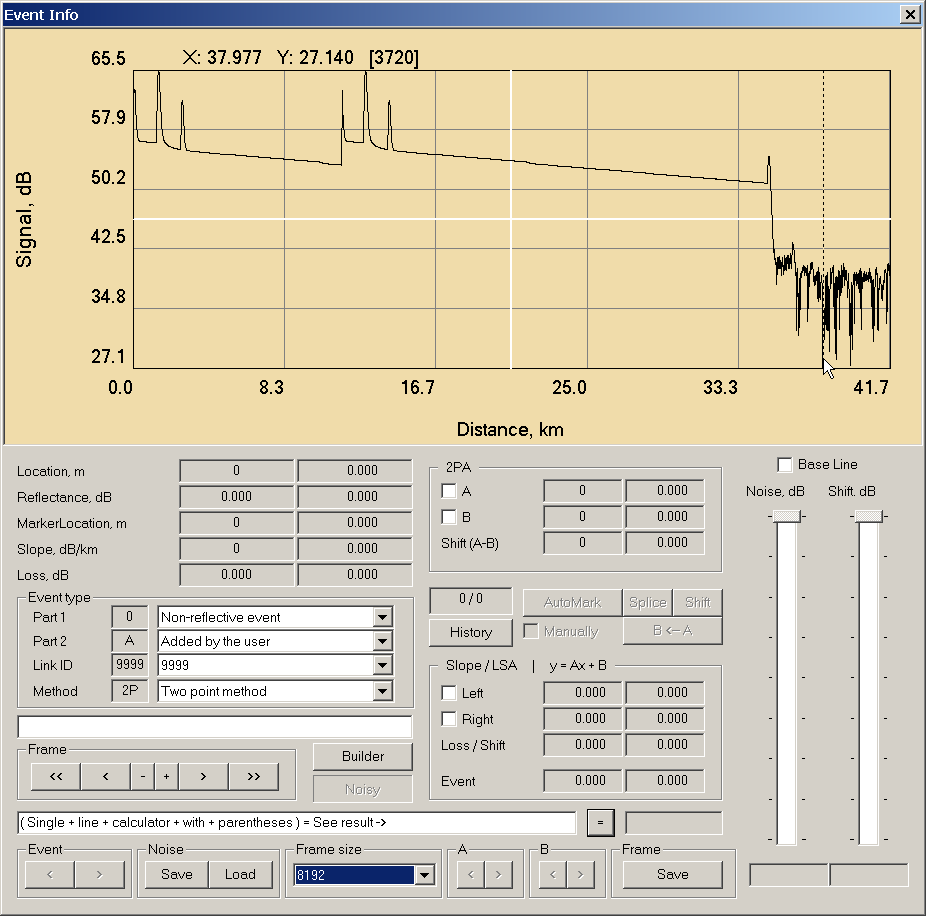 Event Info
65.5
X: 37.977 Y: 27.140 [3720]
57.9
50.2
42.5
34.8
27.1
Signal, dB
0.0 8.3 16.7 25.0 33.3 41.7
Distance, km
Location, m 0 0.000
Reflectance, dB 0.000 0.000
MarkerLocation, m 0 0.000
Slope, dB/km 0 0.000
Loss, dB 0.000 0.000
Event type
Part 1 0 Non-reflective event
Part 2 A Added by the user
Link ID 9999 9999
Method 2P Two point method
Frame
<< < - + > >>
Builder
Noisy
2PA
A 0 0.000
B 0 0.000
Shift (A-B) 0 0.000
0 / 0 AutoMark Splice Shift
History Manually B <-- A
Slope / LSA | y = Ax + B
Left 0.000 0.000
Right 0.000 0.000
Loss / Shift 0.000 0.000
Event 0.000 0.000
Base Line
Noise, dB Shift. dB
( Single + line + calculator + with + parentheses ) = See result -> =
Event
< >
Noise
Save Load
Frame size
8192
A
< >
B
< >
Frame
Save